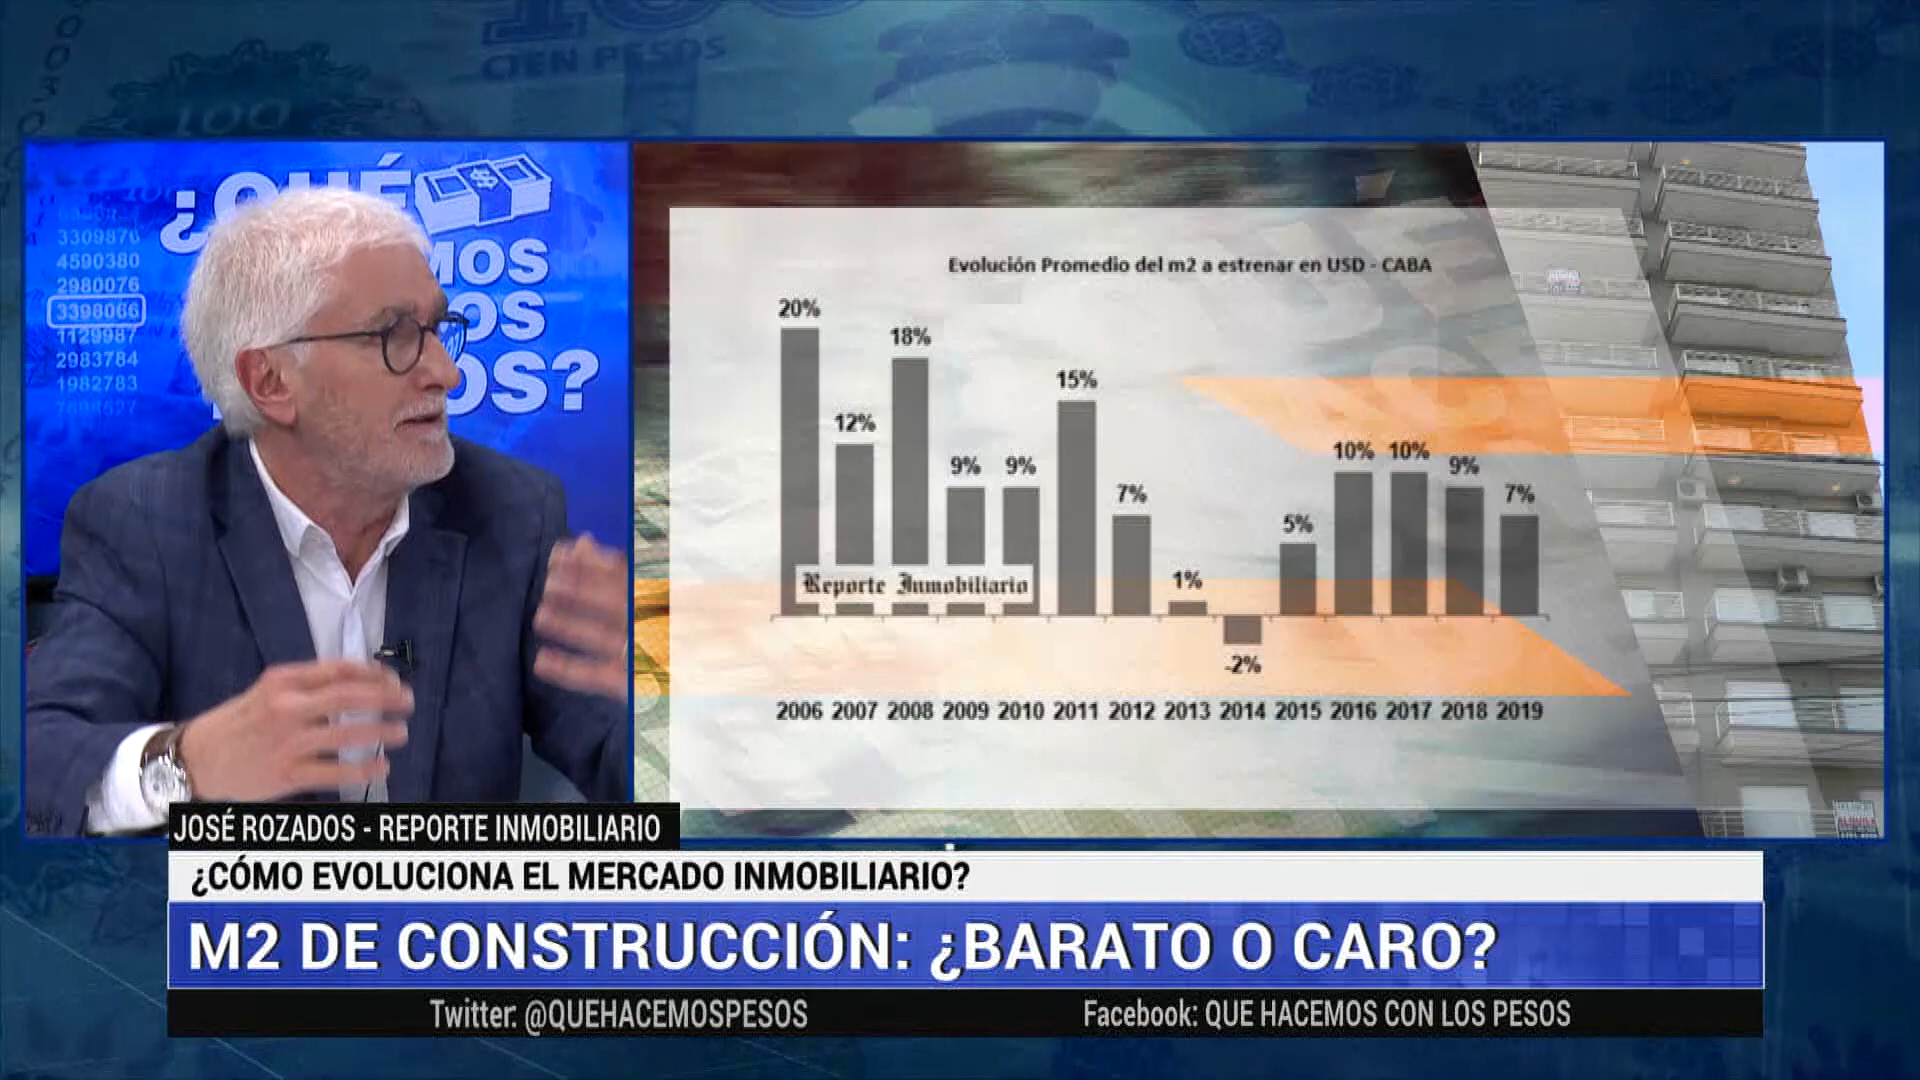 CIEN PESOS
100
¿QUÉ
3309876
4590380
2980076
3398066
1129987
2983784
1982783
7698527
Evolución Promedio del m2 a estrenar en USD - CABA
20%
12%
18%
9%
9%
15%
7%
1%
-2%
5%
10%
10%
9%
7%
Reporte Inmobiliario
2006 2007 2008 2009 2010 2011 2012 2013 2014 2015 2016 2017 2018 2019
JOSÉ ROZADOS - REPORTE INMOBILIARIO
¿CÓMO EVOLUCIONA EL MERCADO INMOBILIARIO?
M2 DE CONSTRUCCIÓN: ¿BARATO O CARO?
Twitter: @QUEHACEMOSPESOS
Facebook: QUE HACEMOS CON LOS PESOS